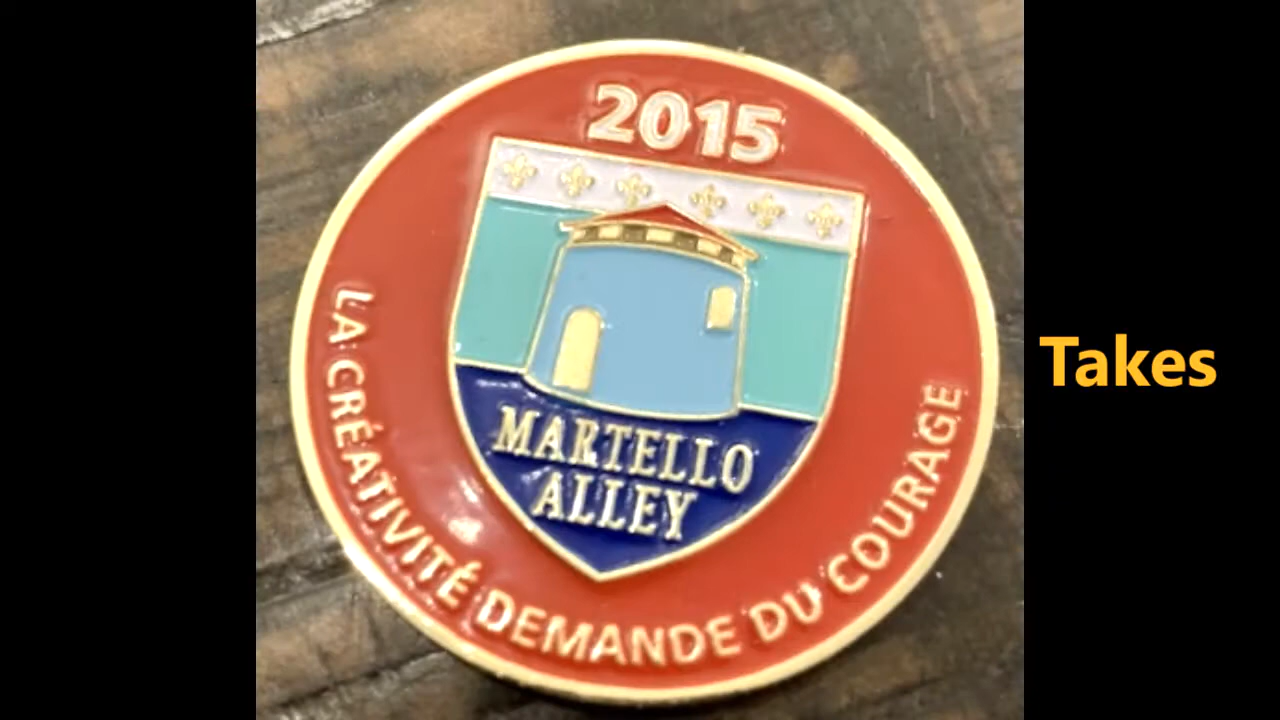 2015
MARTELLO
ALLEY
LA CRÉATIVITÉ DEMANDE DU COURAGE
Takes